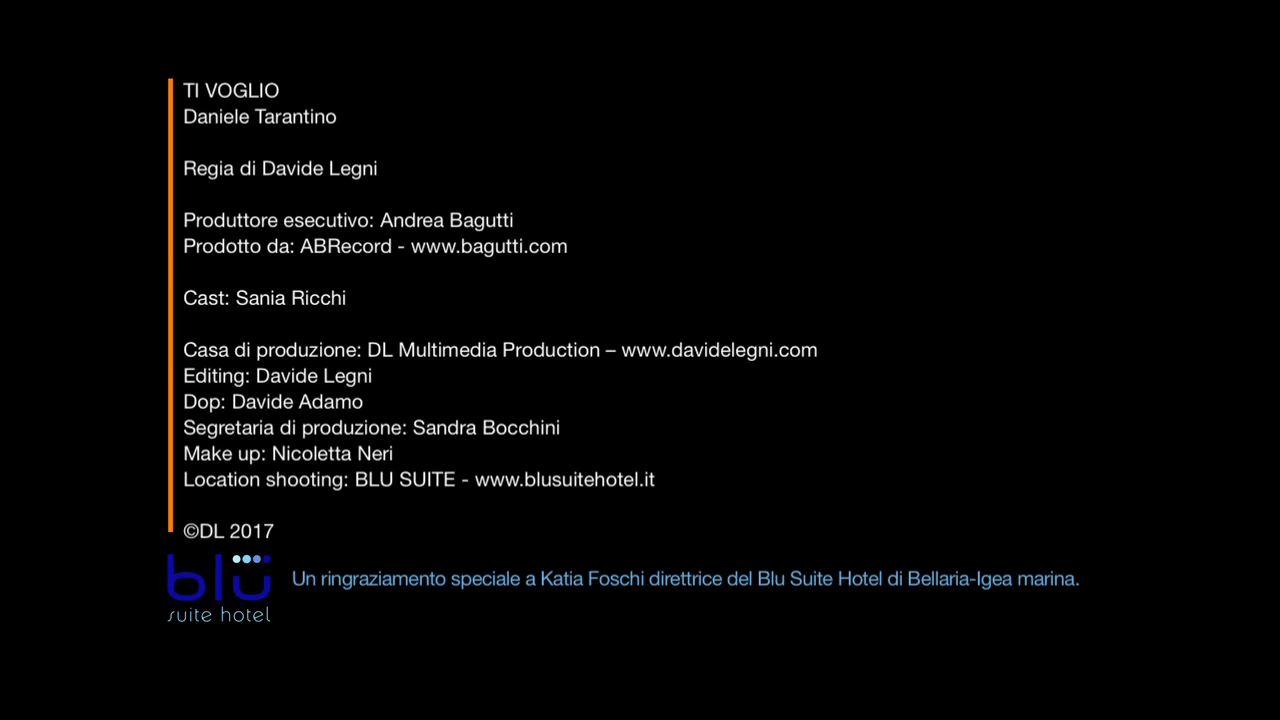 TI VOGLIO
Daniele Tarantino
Regia di Davide Legni
Produttore esecutivo: Andrea Bagutti
Prodotto da: ABRecord - www.bagutti.com
Cast: Sania Ricchi
Casa di produzione: DL Multimedia Production – www.davidelegni.com
Editing: Davide Legni
Dop: Davide Adamo
Segretaria di produzione: Sandra Bocchini
Make up: Nicoletta Neri
Location shooting: BLU SUITE - www.blusuitehotel.it
©DL 2017
blu
suite hotel
Un ringraziamento speciale a Katia Foschi direttrice del Blu Suite Hotel di Bellaria-Igea marina.